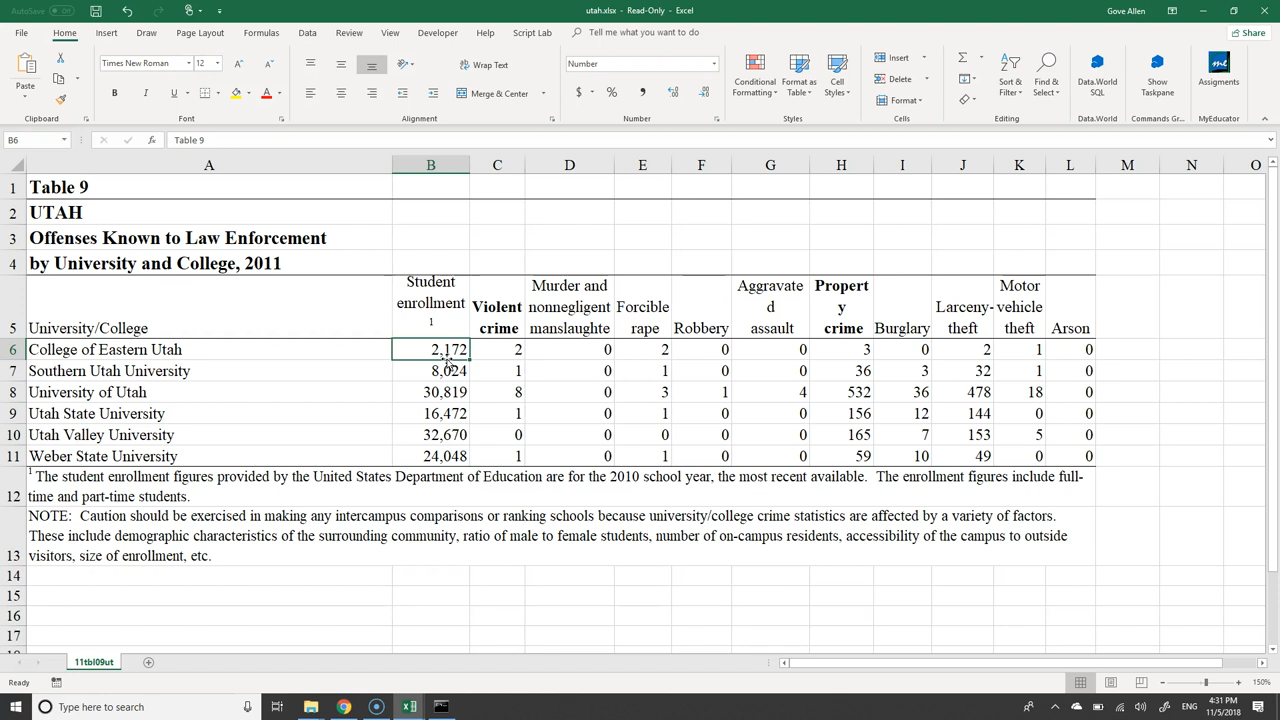 AutoSave Off utah.xlsx - Read-Only - Excel Gove Allen
File Home Insert Draw Page Layout Formulas Data Review View Developer Help Script Lab Tell me what you want to do Share
Paste Times New Roman 12 A A Wrap Text Number Conditional Formatting Format as Table Cell Styles Insert Sort & Filter Find & Select Data.World SQL Show Taskpane Assigments
B I U A Merge & Center $ % , Delete
Format
Clipboard Font Alignment Number Styles Cells Editing Data.World Commands Gr... MyEducator
B6 fx Table 9
A B C D E F G H I J K L M N O
1 Table 9
2 UTAH
3 Offenses Known to Law Enforcement
4 by University and College, 2011
5 University/College Student enrollment 1 Violent crime Murder and nonnegligent manslaughte Forcible rape Robbery Aggravate d assault Propert y crime Burglary Larceny- theft Motor vehicle theft Arson
6 College of Eastern Utah 2,172 2 0 2 0 0 3 0 2 1 0
7 Southern Utah University 8,024 1 0 1 0 0 36 3 32 1 0
8 University of Utah 30,819 8 0 3 1 4 532 36 478 18 0
9 Utah State University 16,472 1 0 1 0 0 156 12 144 0 0
10 Utah Valley University 32,670 0 0 0 0 0 165 7 153 5 0
11 Weber State University 24,048 1 0 1 0 0 59 10 49 0 0
1 The student enrollment figures provided by the United States Department of Education are for the 2010 school year, the most recent available. The enrollment figures include full-
12 time and part-time students.
NOTE: Caution should be exercised in making any intercampus comparisons or ranking schools because university/college crime statistics are affected by a variety of factors.
These include demographic characteristics of the surrounding community, ratio of male to female students, number of on-campus residents, accessibility of the campus to outside
13 visitors, size of enrollment, etc.
14
15
16
17
11tbl09ut
Ready 150%
Type here to search 4:31 PM
11/5/2018